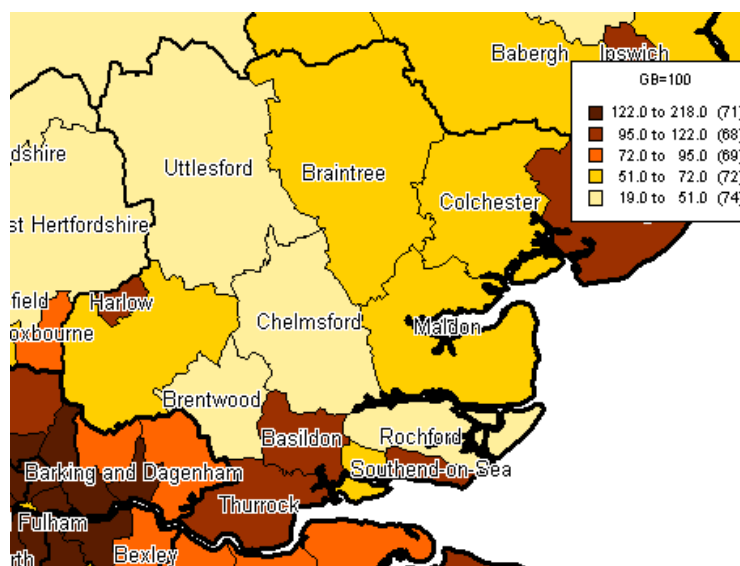 Babergh
Ipswich
GB=100
122.0 to 218.0 (71)
95.0 to 122.0 (68)
72.0 to 95.0 (69)
51.0 to 72.0 (72)
19.0 to 51.0 (74)
dshire
Uttlesford
Braintree
Colchester
st Hertfordshire
field
Harlow
oxbourne
Chelmsford
Maldon
Brentwood
Basildon
Rochford
Barking and Dagenham
Southend-on-Sea
Thurrock
Fulham
Bexley
rth